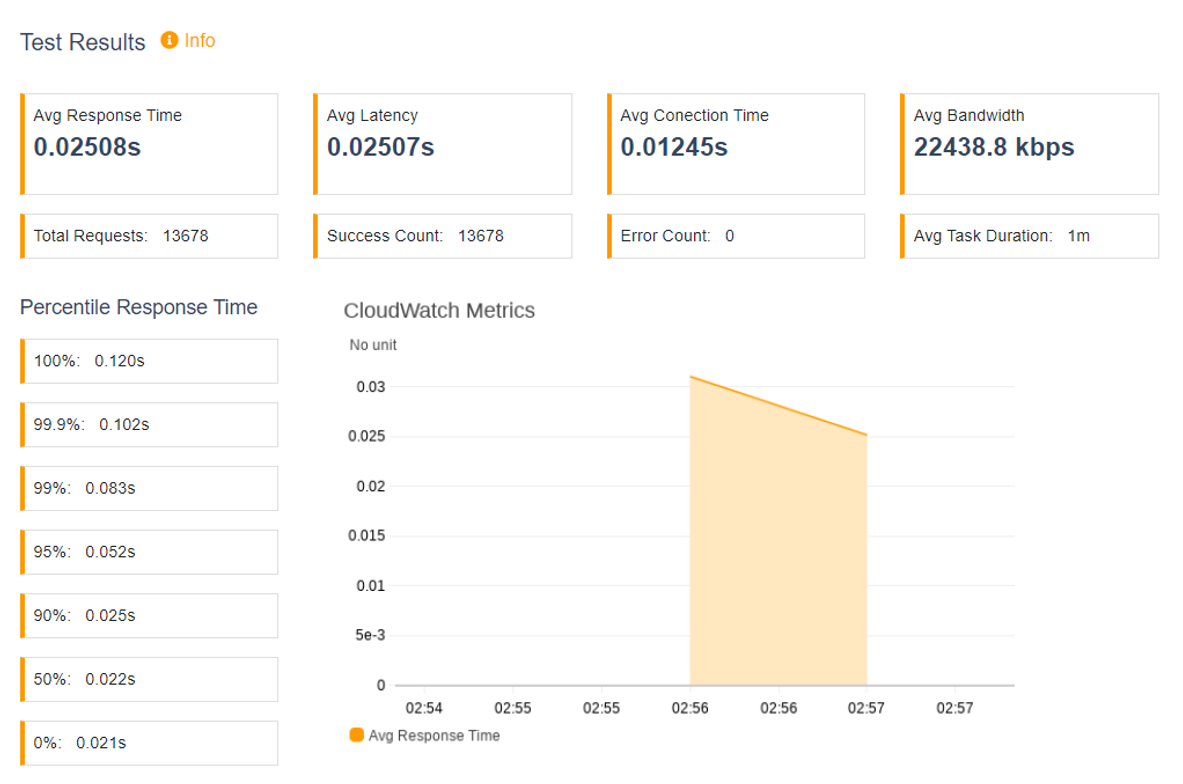 Test Results Info
Avg Response Time
0.02508s
Avg Latency
0.02507s
Avg Conection Time
0.01245s
Avg Bandwidth
22438.8 kbps
Total Requests: 13678
Success Count: 13678
Error Count: 0
Avg Task Duration: 1m
Percentile Response Time
100%: 0.120s
99.9%: 0.102s
99%: 0.083s
95%: 0.052s
90%: 0.025s
50%: 0.022s
0%: 0.021s
CloudWatch Metrics
No unit
0.03
0.025
0.02
0.015
0.01
5e-3
0
02:54 02:55 02:55 02:56 02:56 02:57 02:57
Avg Response Time